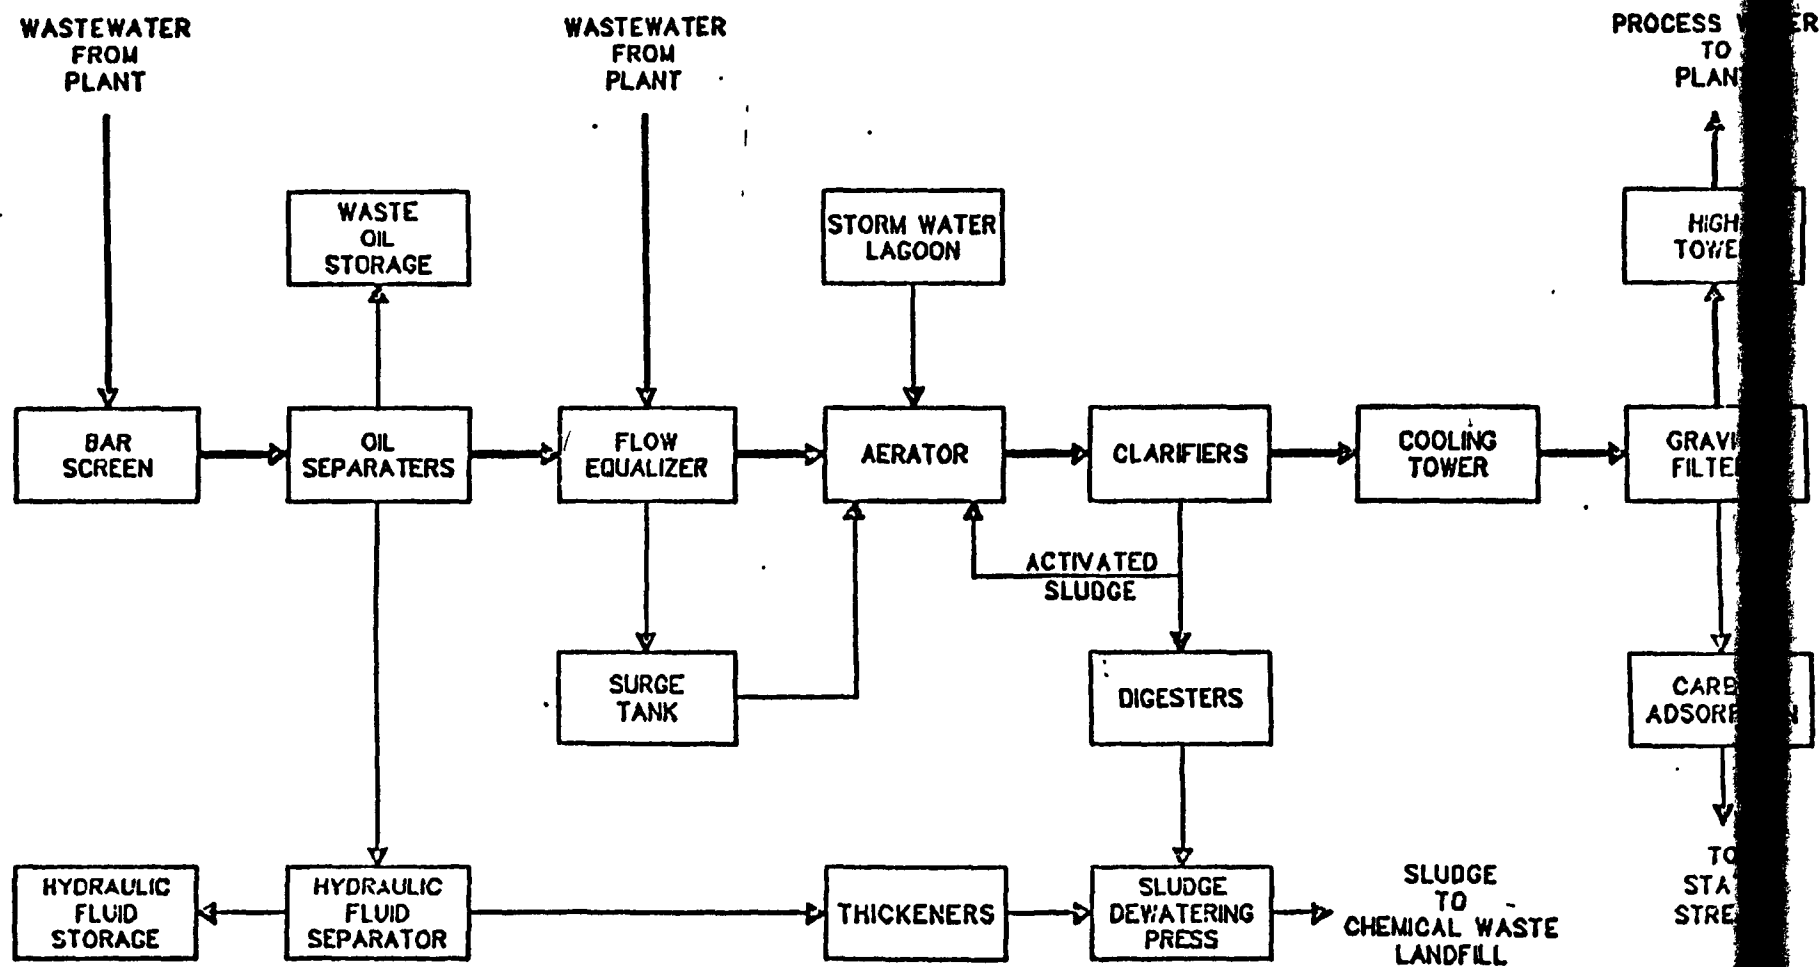 WASTEWATER
FROM
PLANT
WASTEWATER
FROM
PLANT
PROCESS
TO
WASTE
OIL
STORAGE
STORM WATER
LAGOON
HIGH
BAR
SCREEN
OIL
SEPARATERS
FLOW
EQUALIZER
AERATOR
CLARIFIERS
COOLING
TOWER
ACTIVATED
SLUDGE
SURGE
TANK
DIGESTERS
HYDRAULIC
FLUID
STORAGE
HYDRAULIC
FLUID
SEPARATOR
THICKENERS
SLUDGE
DEWATERING
PRESS
SLUDGE
TO
CHEMICAL WASTE
LANDFILL
TO